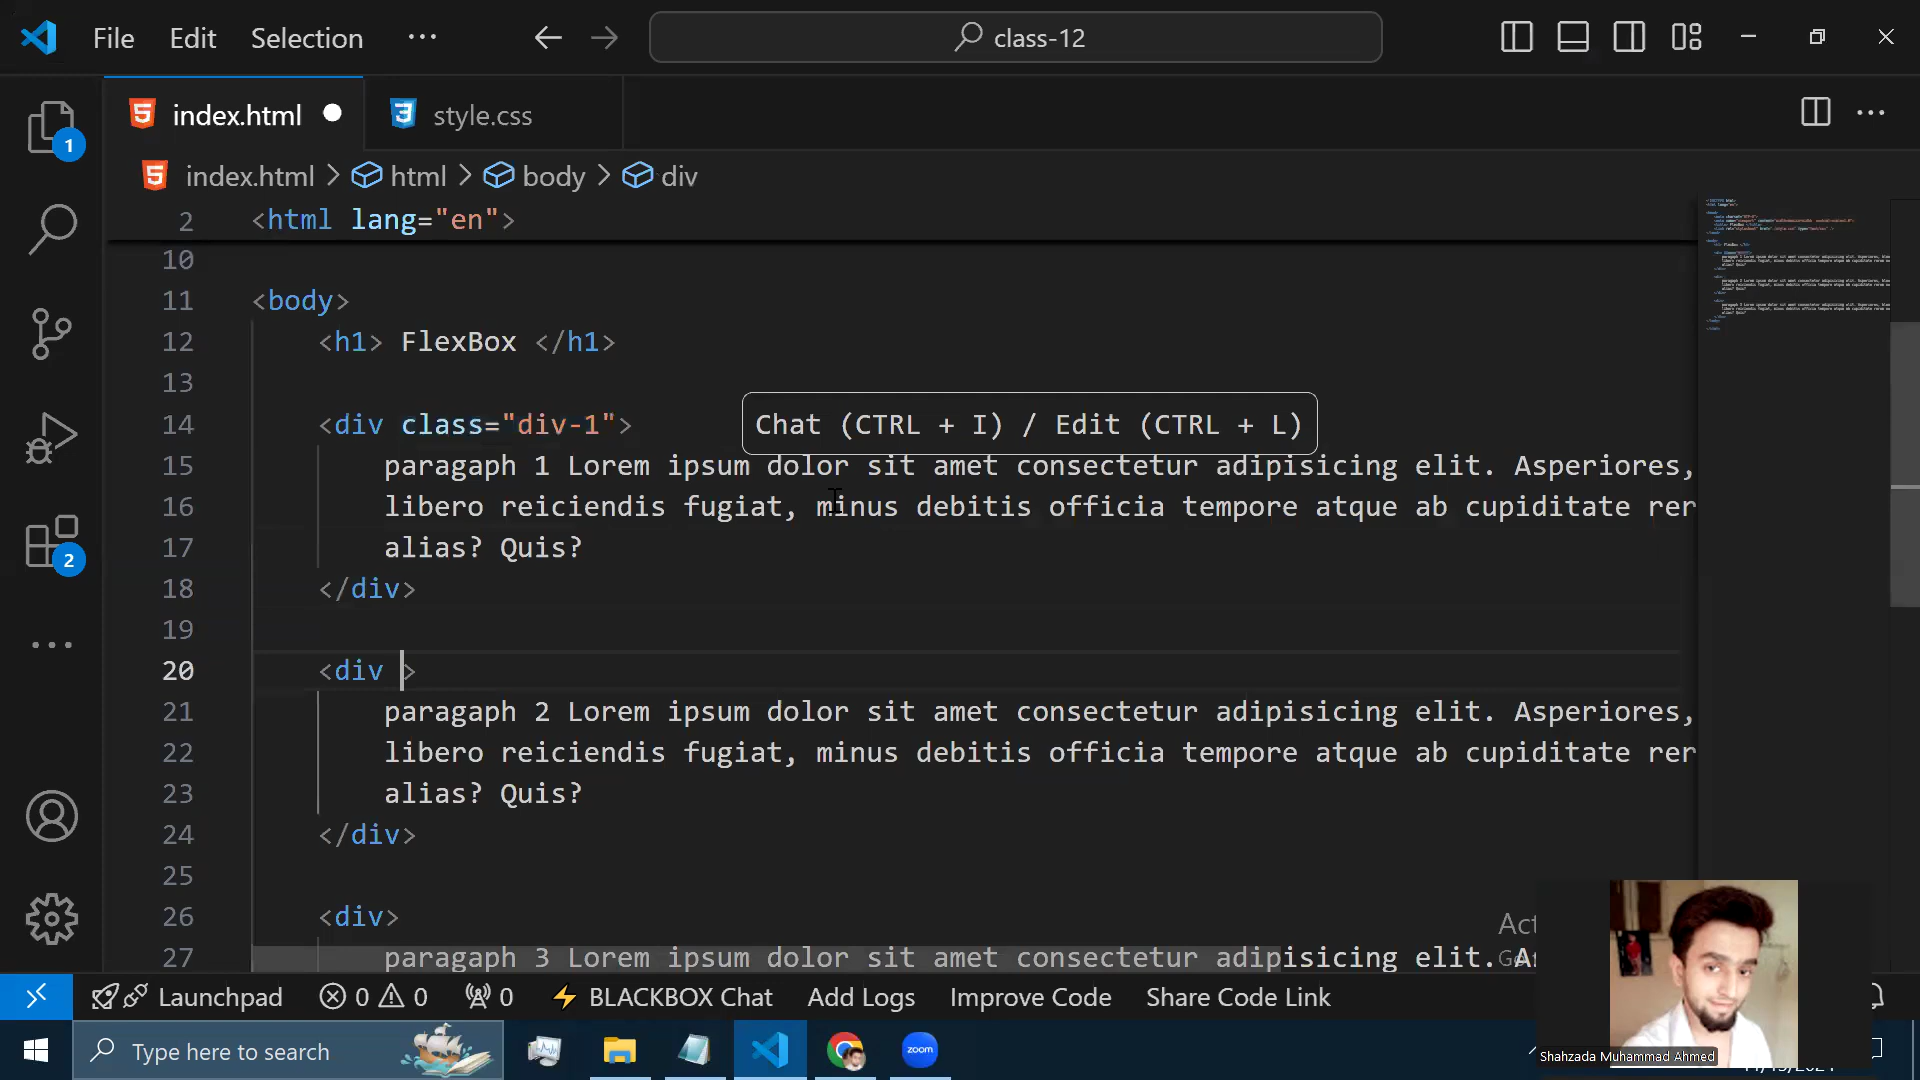 File Edit Selection ··· class-12
index.html style.css
index.html > html > body > div
2 <html lang="en">
10
11 <body>
12 <h1> FlexBox </h1>
13
14 <div class="div-1">
Chat (CTRL + I) / Edit (CTRL + L)
15 paragaph 1 Lorem ipsum dolor sit amet consectetur adipisicing elit. Asperiores,
16 libero reiciendis fugiat, minus debitis officia tempore atque ab cupiditate rer
17 alias? Quis?
18 </div>
19
20 <div >
21 paragaph 2 Lorem ipsum dolor sit amet consectetur adipisicing elit. Asperiores,
22 libero reiciendis fugiat, minus debitis officia tempore atque ab cupiditate rer
23 alias? Quis?
24 </div>
25
26 <div>
27 paragaph 3 Lorem ipsum dolor sit amet consectetur adipisicing elit.
1
2
Launchpad 0 0 0 BLACKBOX Chat Add Logs Improve Code Share Code Link
Type here to search
zoom
Shahzada Muhammad Ahmed